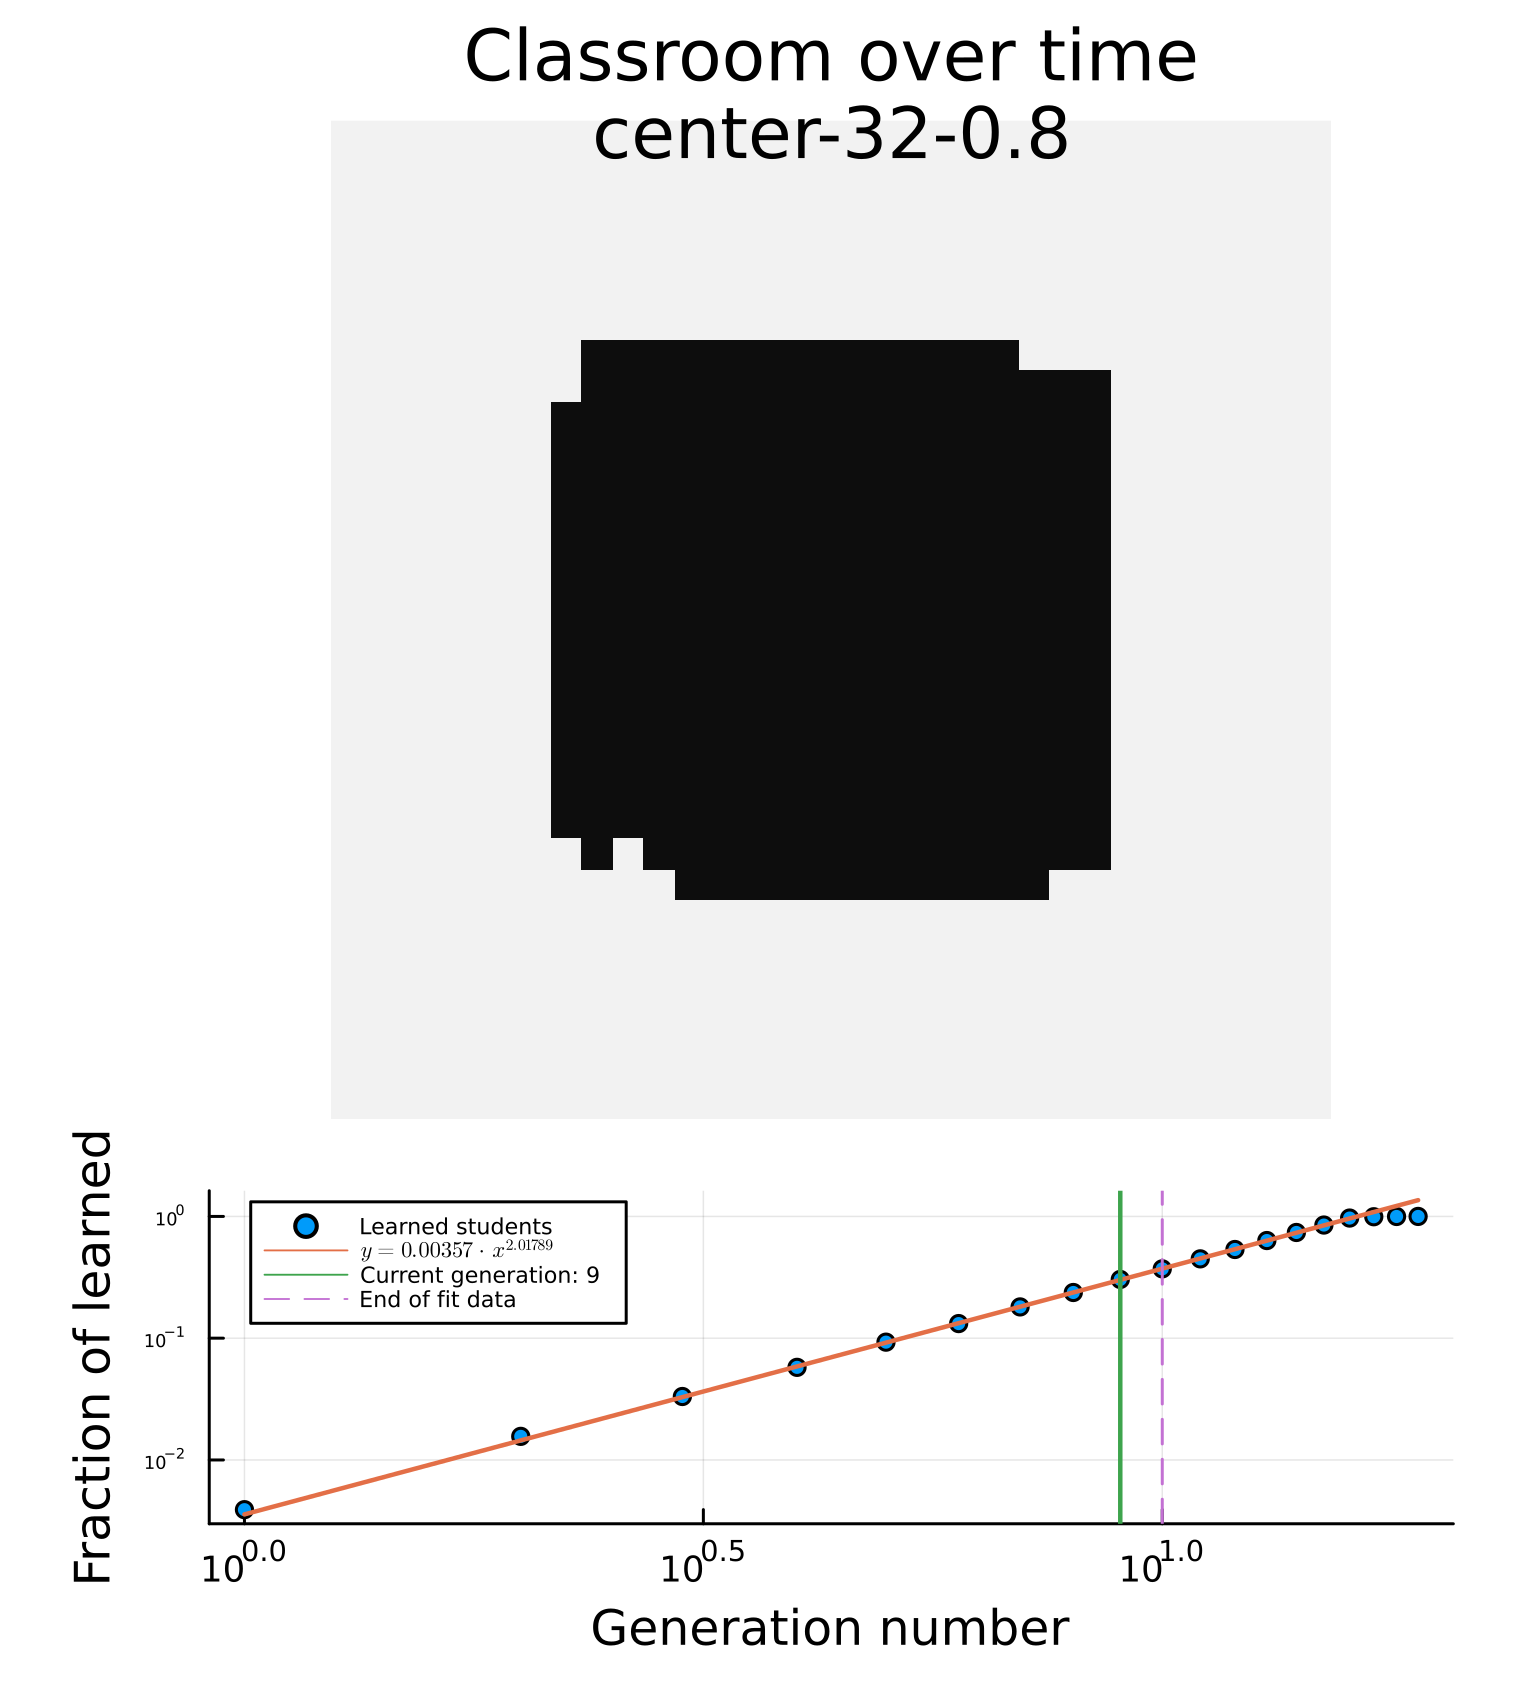 Classroom over time
center-32-0.8
Fraction of learned
10⁰
10⁻¹
10⁻²
Learned students
y = 0.00357 · x^2.01789
Current generation: 9
End of fit data
10^0.0 10^0.5 10^1.0
Generation number